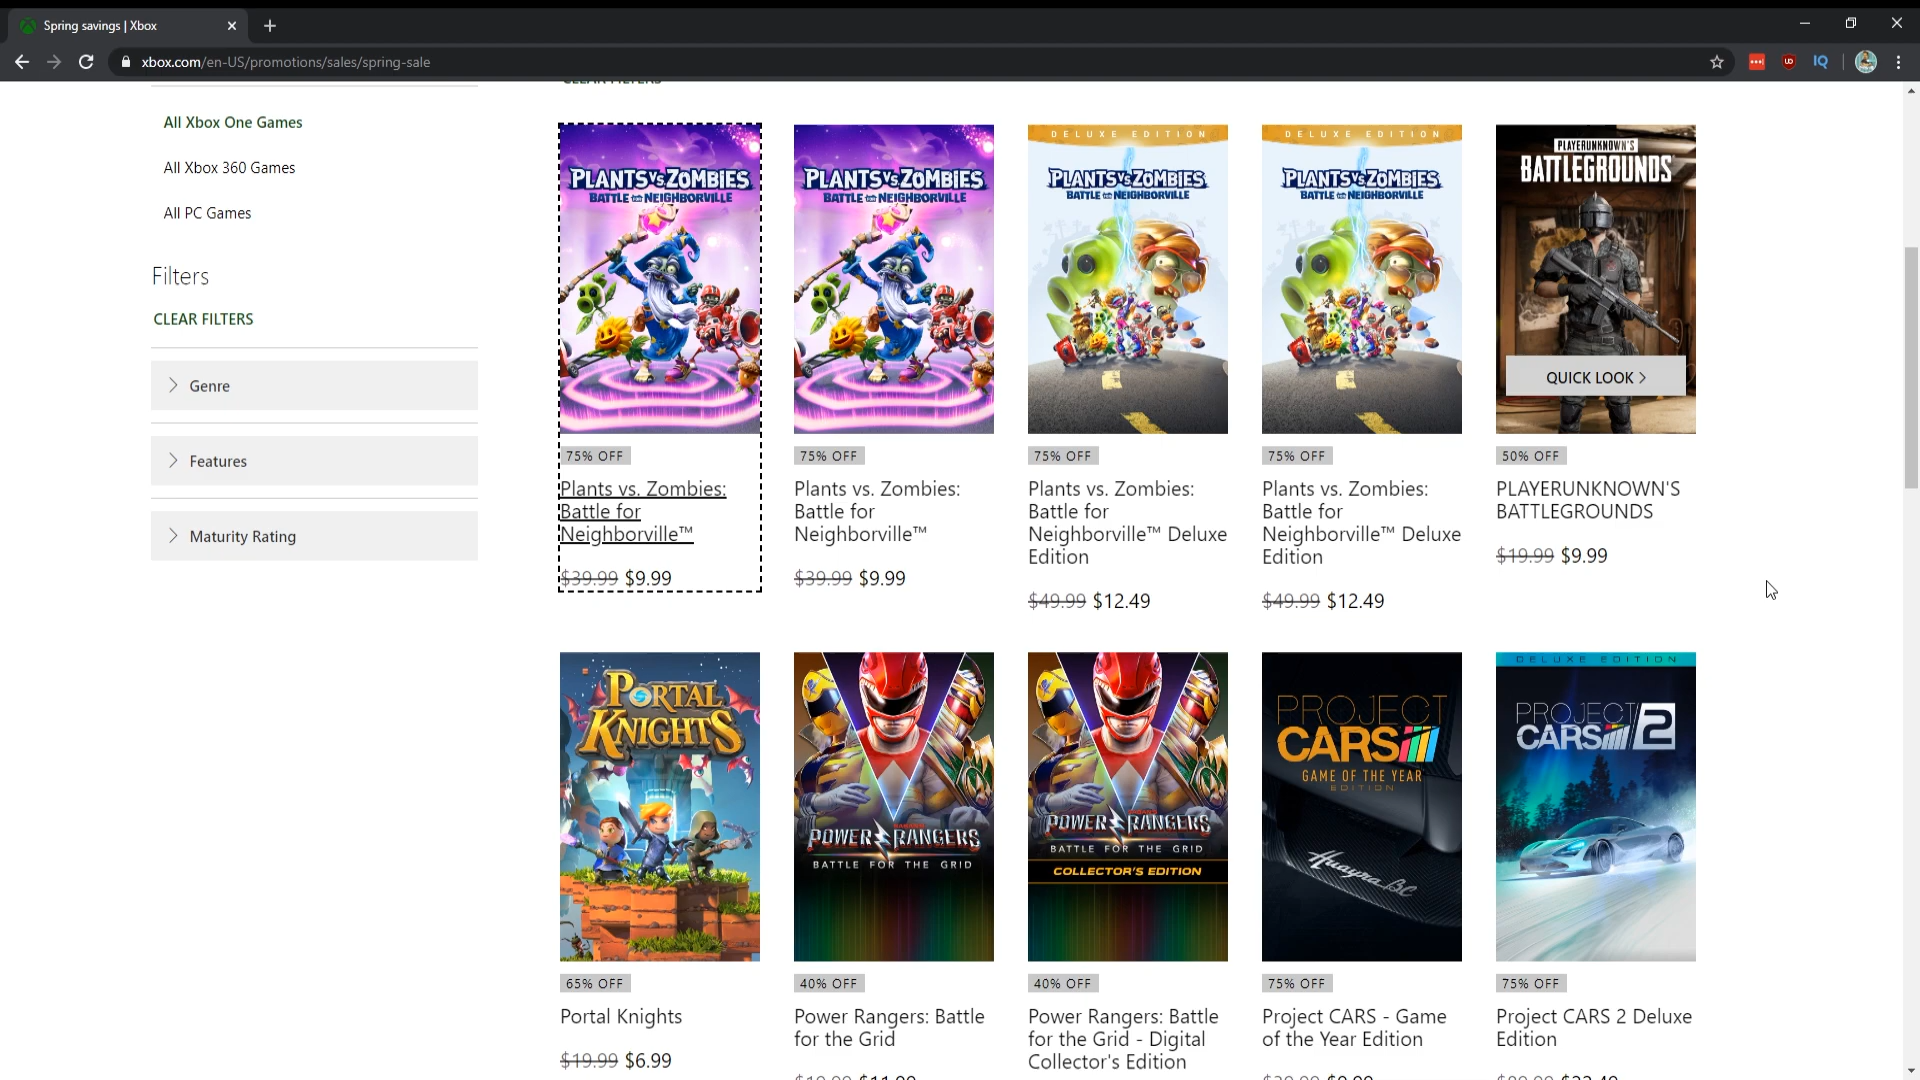 Spring savings | Xbox
xbox.com/en-US/promotions/sales/spring-sale
IQ
CLEAR FILTERS
All Xbox One Games
All Xbox 360 Games
All PC Games
Filters
CLEAR FILTERS
Genre
Features
Maturity Rating
PLANTS VS. ZOMBIES
BATTLE FOR NEIGHBORVILLE
75% OFF
Plants vs. Zombies:
Battle for
Neighborville™
$39.99 $9.99
PLANTS VS. ZOMBIES
BATTLE FOR NEIGHBORVILLE
75% OFF
Plants vs. Zombies:
Battle for
Neighborville™
$39.99 $9.99
DELUXE EDITION
PLANTS VS. ZOMBIES
BATTLE FOR NEIGHBORVILLE
75% OFF
Plants vs. Zombies:
Battle for
Neighborville™ Deluxe
Edition
$49.99 $12.49
DELUXE EDITION
PLANTS VS. ZOMBIES
BATTLE FOR NEIGHBORVILLE
75% OFF
Plants vs. Zombies:
Battle for
Neighborville™ Deluxe
Edition
$49.99 $12.49
PLAYERUNKNOWN'S
BATTLEGROUNDS
QUICK LOOK >
50% OFF
PLAYERUNKNOWN'S
BATTLEGROUNDS
$19.99 $9.99
PORTAL
KNIGHTS
65% OFF
Portal Knights
$19.99 $6.99
POWER RANGERS
BATTLE FOR THE GRID
40% OFF
Power Rangers: Battle
for the Grid
POWER RANGERS
BATTLE FOR THE GRID
COLLECTOR'S EDITION
40% OFF
Power Rangers: Battle
for the Grid - Digital
Collector's Edition
PROJECT
CARS
GAME OF THE YEAR
EDITION
Huayra BC
75% OFF
Project CARS - Game
of the Year Edition
DELUXE EDITION
PROJECT
CARS 2
75% OFF
Project CARS 2 Deluxe
Edition